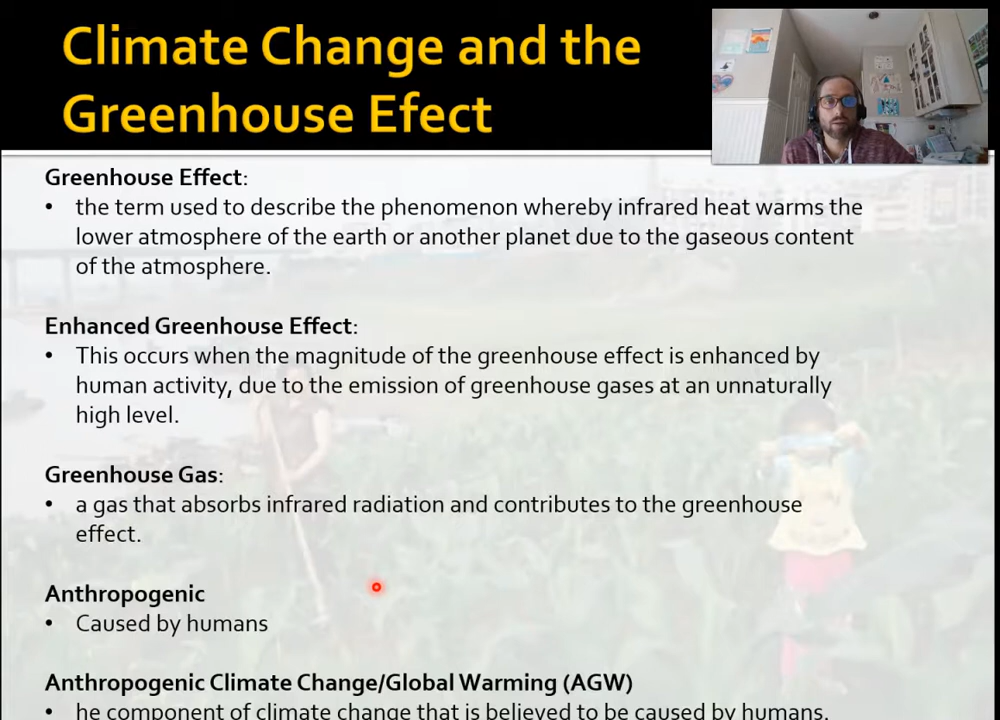 Climate Change and the
Greenhouse Efect
Greenhouse Effect:
• the term used to describe the phenomenon whereby infrared heat warms the
lower atmosphere of the earth or another planet due to the gaseous content
of the atmosphere.
Enhanced Greenhouse Effect:
• This occurs when the magnitude of the greenhouse effect is enhanced by
human activity, due to the emission of greenhouse gases at an unnaturally
high level.
Greenhouse Gas:
• a gas that absorbs infrared radiation and contributes to the greenhouse
effect.
Anthropogenic
• Caused by humans
Anthropogenic Climate Change/Global Warming (AGW)
• he component of climate change that is believed to be caused by humans.